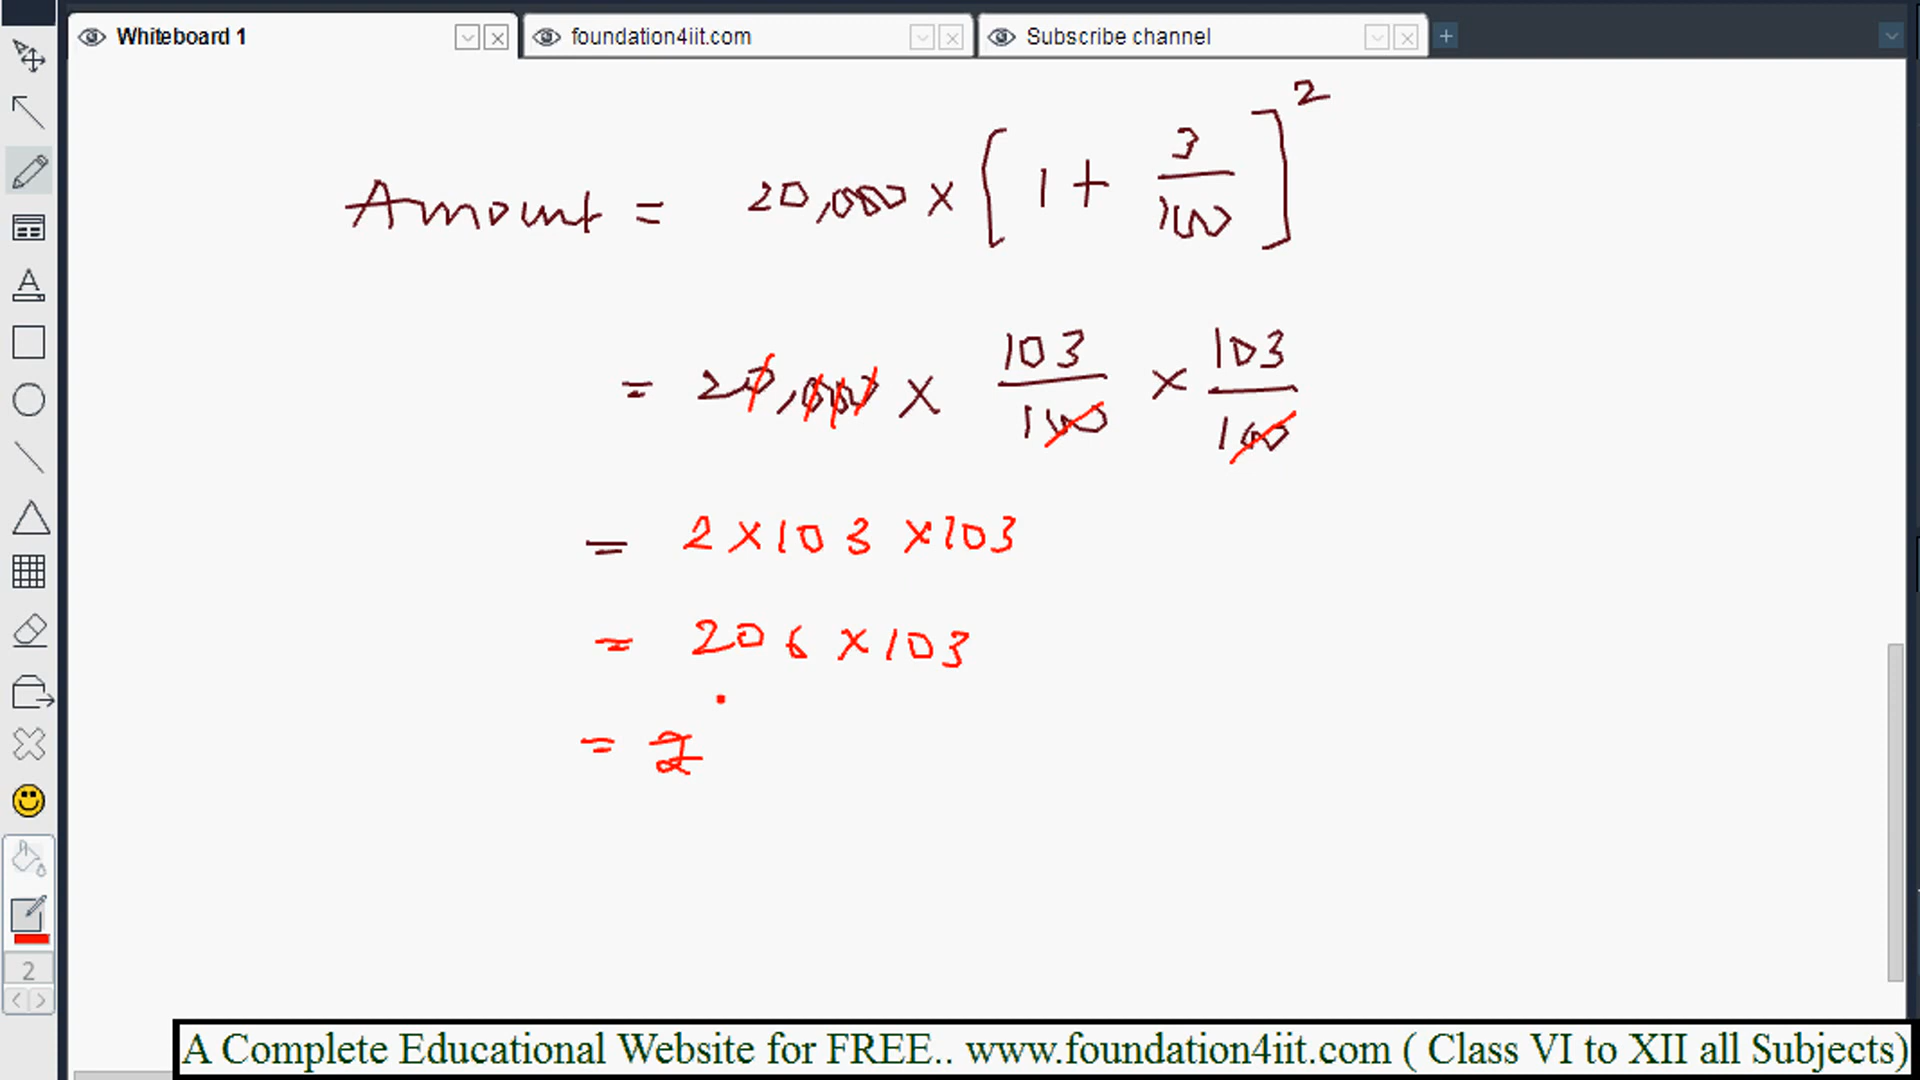 Whiteboard 1 foundation4iit.com Subscribe channel
Amount = 20,000 × [1 + 3/100]²
= 20,000 × 103/100 × 103/100
= 2 × 103 × 103
= 206 × 103
= 2
2
A Complete Educational Website for FREE.. www.foundation4iit.com ( Class VI to XII all Subjects)